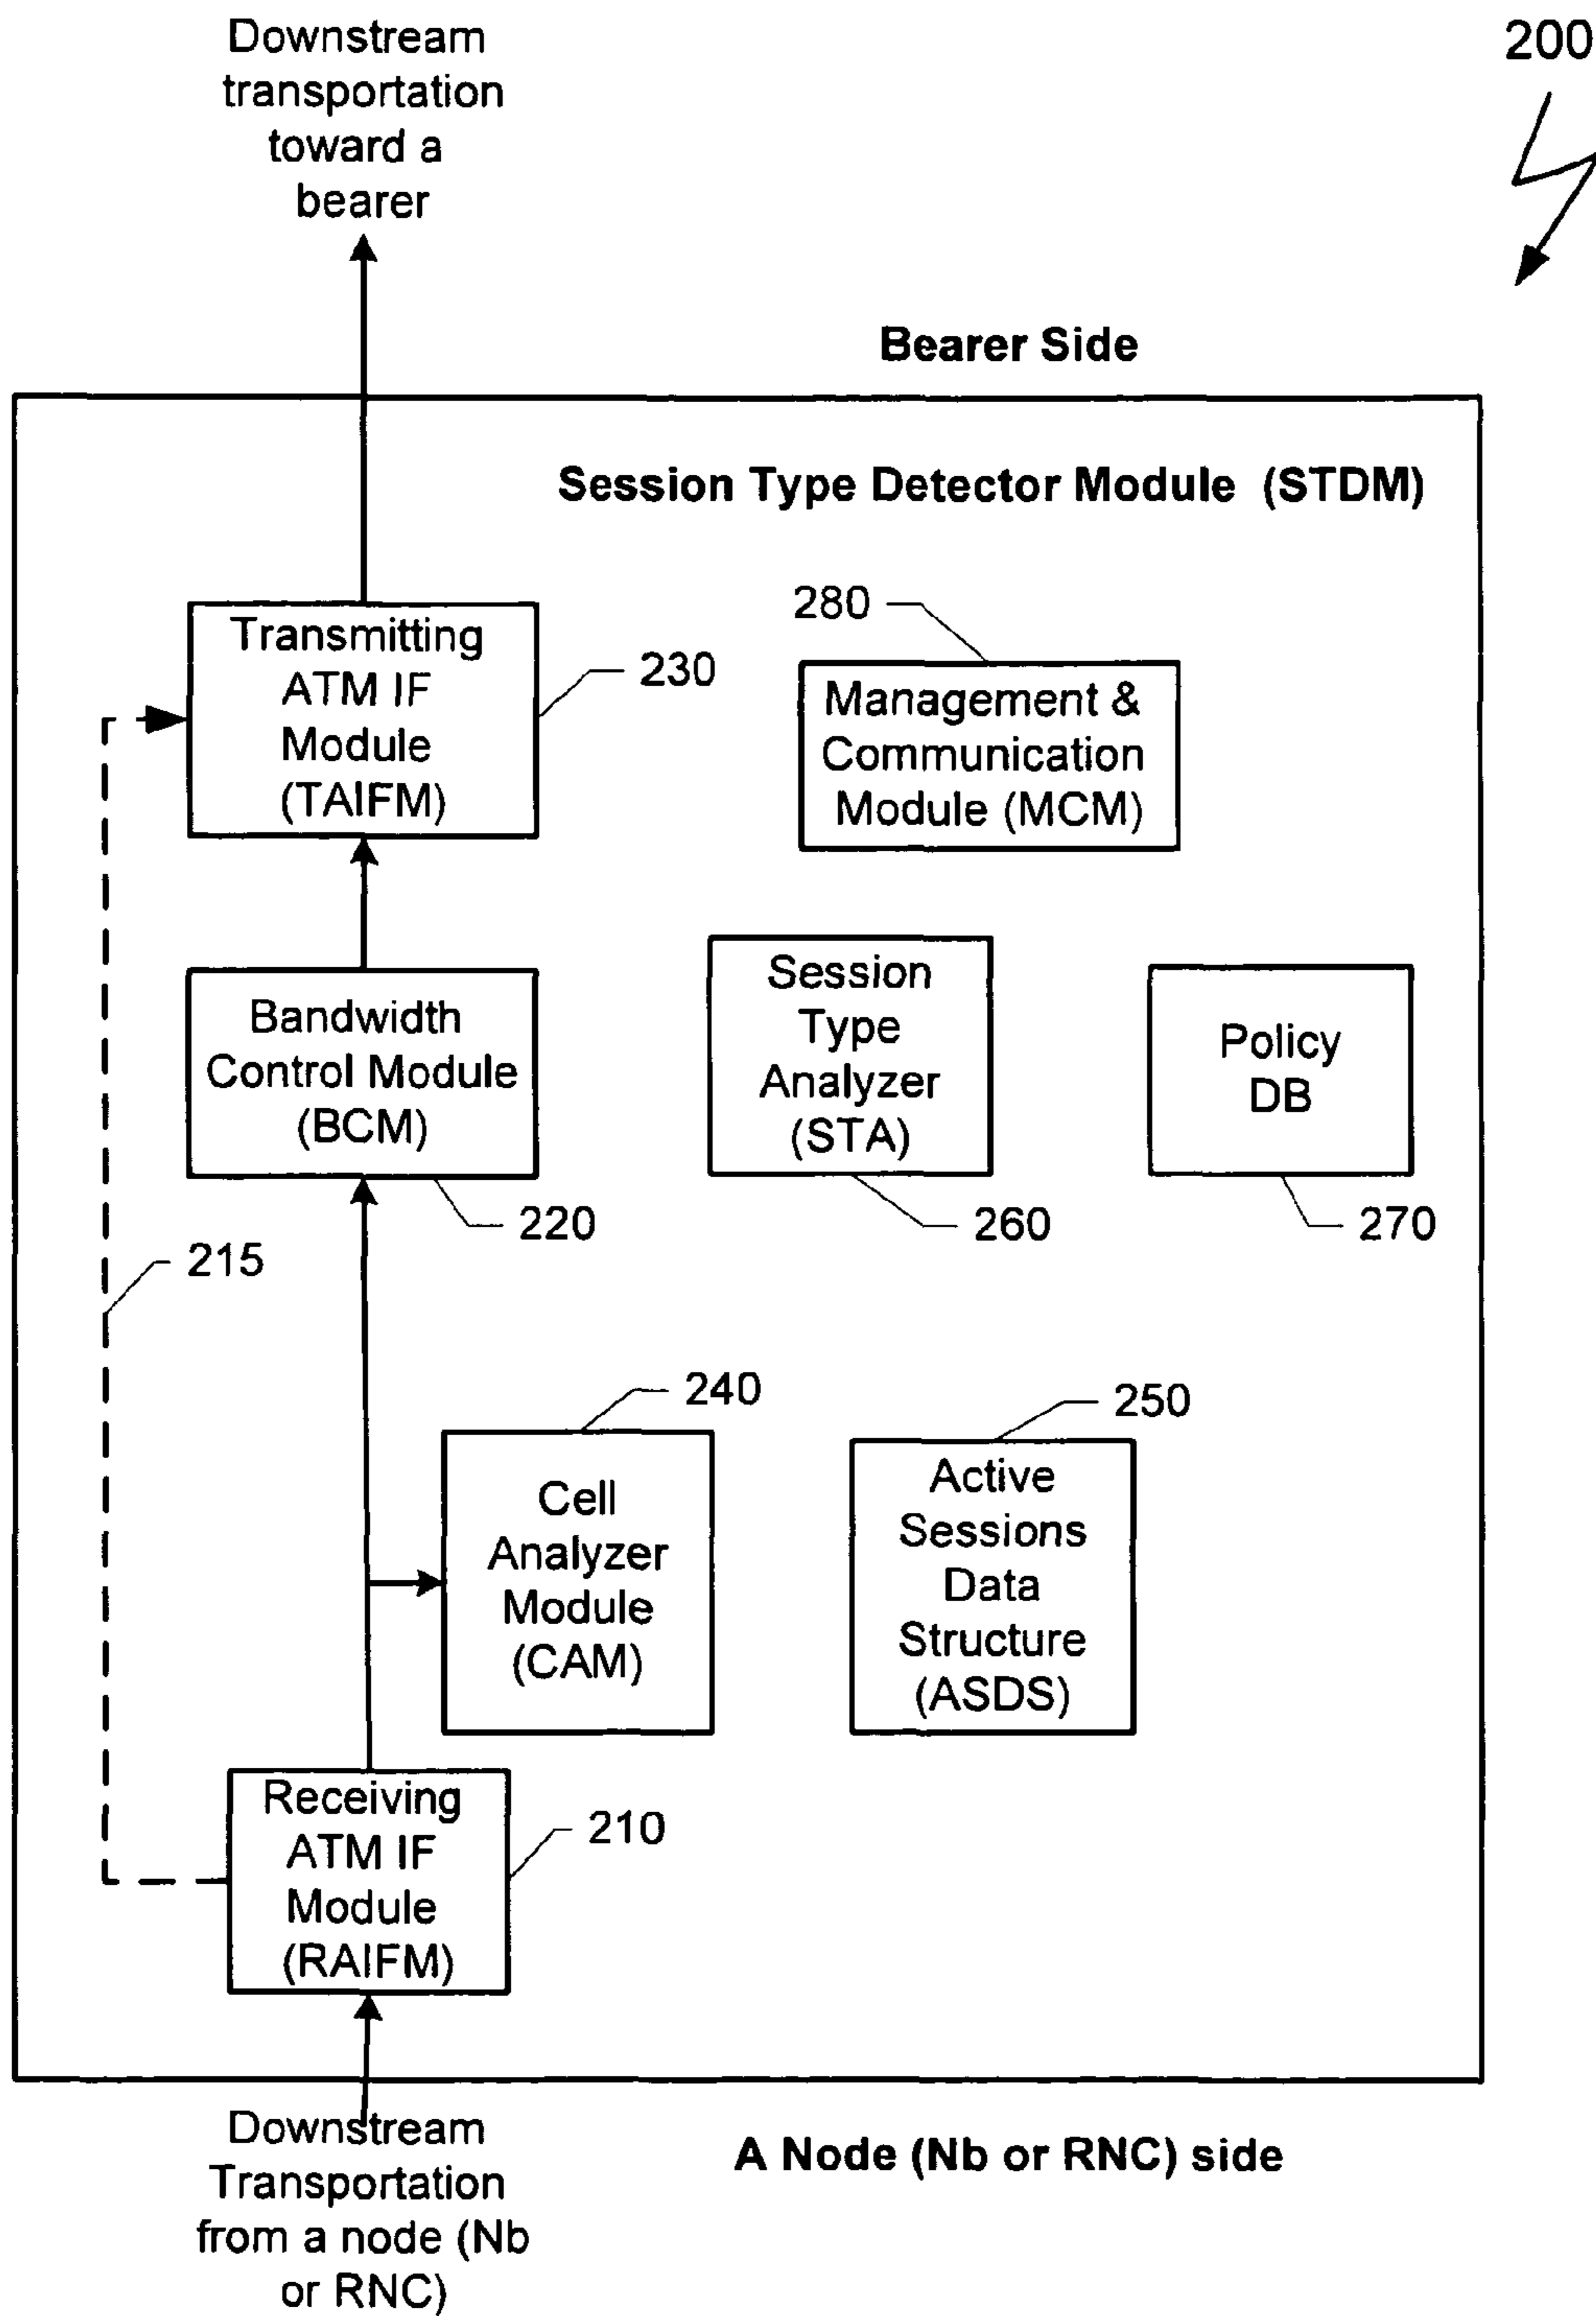 Downstream
transportation
toward a
bearer
200
Bearer Side
Session Type Detector Module (STDM)
280
Transmitting
ATM IF
Module
(TAIFM)
230
Management &
Communication
Module (MCM)
Bandwidth
Control Module
(BCM)
220
Session
Type
Analyzer
(STA)
260
Policy
DB
270
215
240
250
Cell
Analyzer
Module
(CAM)
Active
Sessions
Data
Structure
(ASDS)
Receiving
ATM IF
Module
(RAIFM)
210
Downstream
Transportation
from a node (Nb
or RNC)
A Node (Nb or RNC) side